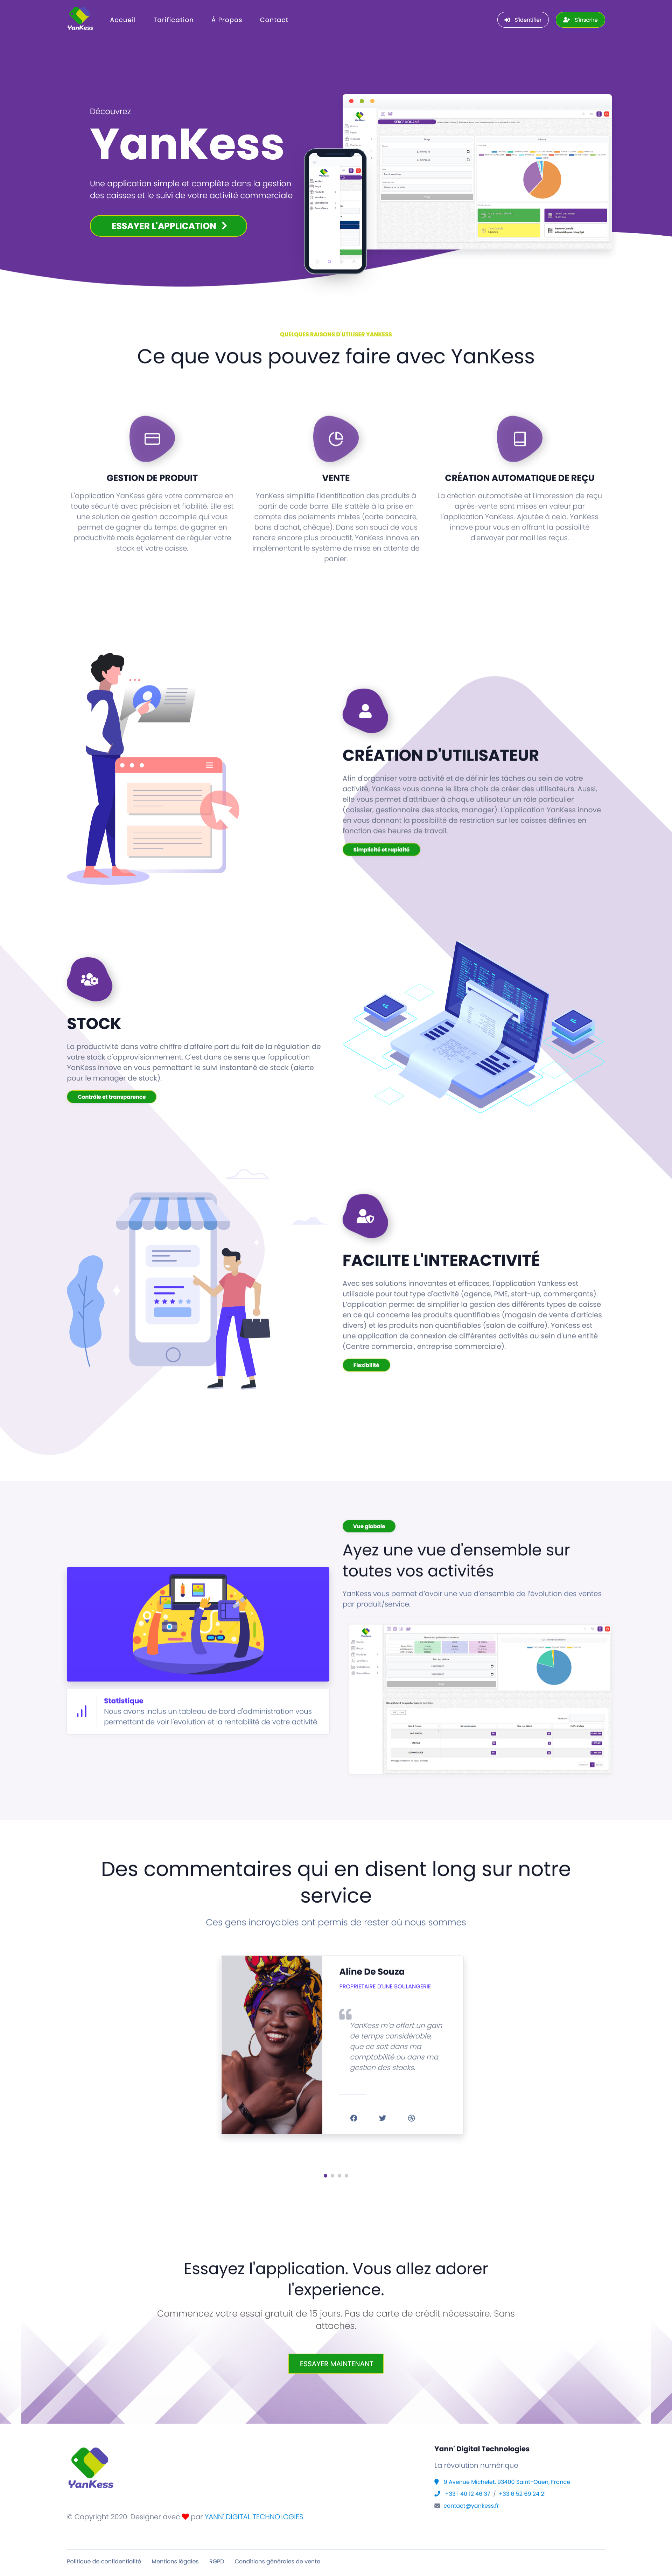 YanKess
Accueil
Tarification
À Propos
Contact
S'identifier
S'inscrire
Découvrez
YanKess
Une application simple et complète dans la gestion
des caisses et le suivi de votre activité commerciale
ESSAYER L'APPLICATION
QUELQUES RAISONS D'UTILISER YANKESS
Ce que vous pouvez faire avec YanKess
GESTION DE PRODUIT
L'application YanKess gère votre commerce en
toute sécurité avec précision et fiabilité. Elle est
une solution de gestion accomplie qui vous
permet de gagner du temps, de gagner en
productivité mais également de réguler votre
stock et votre caisse.
VENTE
YanKess simplifie l'identification des produits à
partir de code barre. Elle s'attèle à la prise en
compte des paiements mixtes (carte bancaire,
bons d'achat, chèque). Dans son souci de vous
rendre encore plus productif, YanKess innove en
implémentant le système de mise en attente de
panier.
CRÉATION AUTOMATIQUE DE REÇU
La création automatisée et l'impression de reçu
après-vente sont mises en valeur par
l'application YanKess. Ajoutée à cela, YanKess
innove pour vous en offrant la possibilité
d'envoyer par mail les reçus.
CRÉATION D'UTILISATEUR
Afin d'organiser votre activité et de définir les tâches au sein de votre
activité, YanKess vous donne le libre choix de créer des utilisateurs. Aussi,
elle vous permet d'attribuer à chaque utilisateur un rôle particulier
(caissier, gestionnaire des stocks, manager). L'application YanKess innove
en vous donnant la possibilité de restriction sur les caisses définies en
fonction des heures de travail.
Simplicité et rapidité
STOCK
La productivité dans votre chiffre d'affaire part du fait de la régulation de
votre stock d'approvisionnement. C'est dans ce sens que l'application
YanKess innove en vous permettant le suivi instantané de stock (alerte
pour le manager de stock).
Contrôle et transparence
FACILITE L'INTERACTIVITÉ
Avec ses solutions innovantes et efficaces, l'application Yankess est
utilisable pour tout type d'activité (agence, PME, start-up, commerçants).
L'application permet de simplifier la gestion des différents types de caisse
en ce qui concerne les produits quantifiables (magasin de vente d'articles
divers) et les produits non quantifiables (salon de coiffure). YanKess est
une application de connexion de différentes activités au sein d'une entité
(Centre commercial, entreprise commerciale).
Flexibilité
Vue globale
Ayez une vue d'ensemble sur
toutes vos activités
YanKess vous permet d'avoir une vue d'ensemble de l'évolution des ventes
par produit/service.
Statistique
Nous avons inclus un tableau de bord d'administration vous
permettant de voir l'evolution et la rentabilité de votre activité.
Des commentaires qui en disent long sur notre
service
Ces gens incroyables ont permis de rester où nous sommes
Aline De Souza
PROPRIETAIRE D'UNE BOULANGERIE
YanKess m'a offert un gain
de temps considérable,
que ce soit dans ma
comptabilité ou dans ma
gestion des stocks.
Essayez l'application. Vous allez adorer
l'experience.
Commencez votre essai gratuit de 15 jours. Pas de carte de crédit nécessaire. Sans
attaches.
ESSAYER MAINTENANT
YanKess
© Copyright 2020. Designer avec par YANN' DIGITAL TECHNOLOGIES
Yann' Digital Technologies
La révolution numérique
9 Avenue Michelet, 93400 Saint-Ouen, France
+33 1 40 12 46 37 / +33 6 52 69 24 21
contact@yankess.fr
Politique de confidentialité
Mentions légales
RGPD
Conditions générales de vente